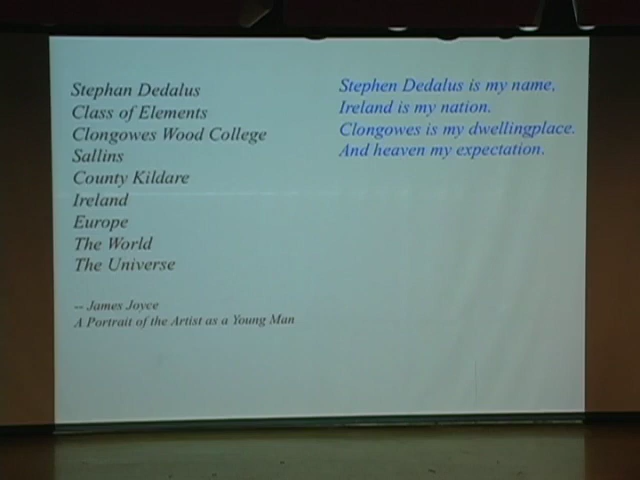 Stephan Dedalus
Class of Elements
Clongowes Wood College
Sallins
County Kildare
Ireland
Europe
The World
The Universe
-- James Joyce
A Portrait of the Artist as a Young Man
Stephen Dedalus is my name,
Ireland is my nation.
Clongowes is my dwellingplace.
And heaven my expectation.